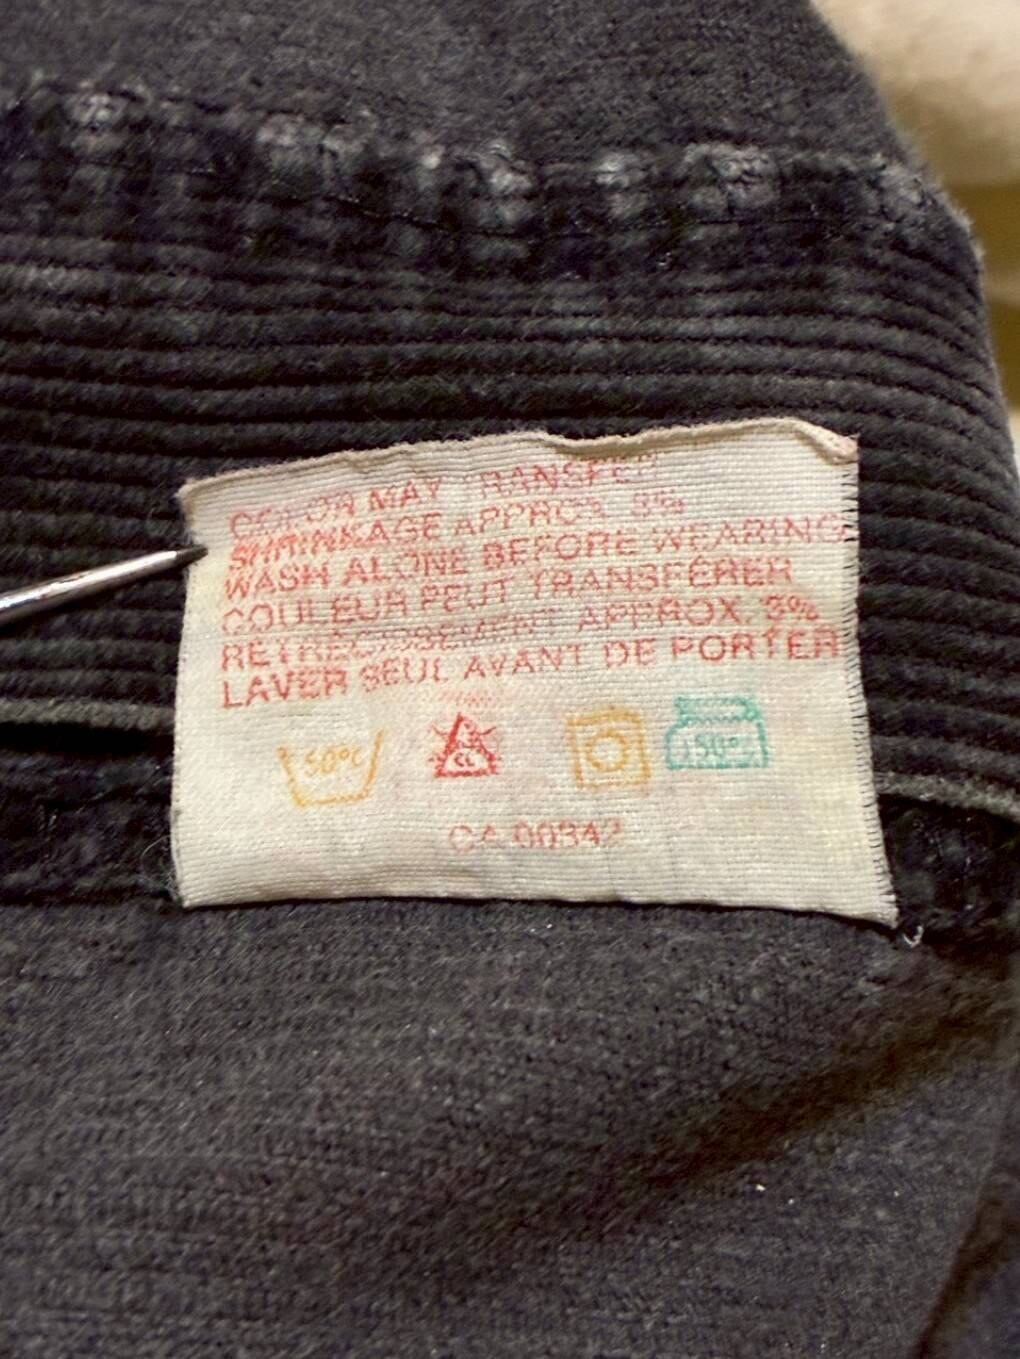 COLOR MAY TRANSFER
SHRINKAGE APPROX. 3%
WASH ALONE BEFORE WEARING
COULEUR PEUT TRANSFÉRER
RÉTRÉCISSEMENT APPROX. 3%
LAVER SEUL AVANT DE PORTER
50°C CL 150°C
CA 00342